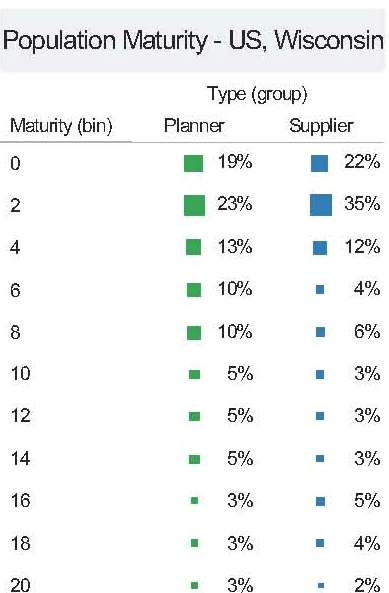 Population Maturity - US, Wisconsin
Type (group)
Maturity (bin) Planner Supplier
0 19% 22%
2 23% 35%
4 13% 12%
6 10% 4%
8 10% 6%
10 5% 3%
12 5% 3%
14 5% 3%
16 3% 5%
18 3% 4%
20 3% 2%